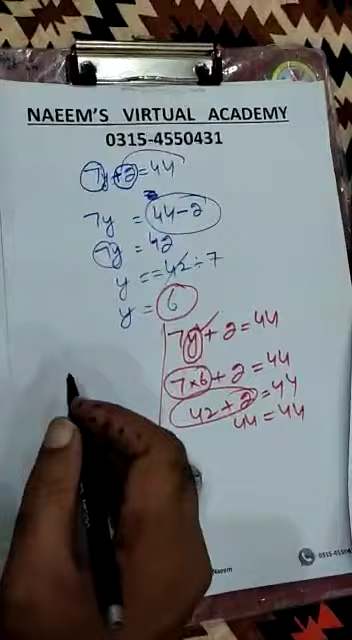 NAEEM'S VIRTUAL ACADEMY
0315-4550431
7y+2=44
7y = 44-2
7y = 42
y == 42÷7
y = 6
7y+2=44
7×6+2=44
42+2=44
44=44
Naeem